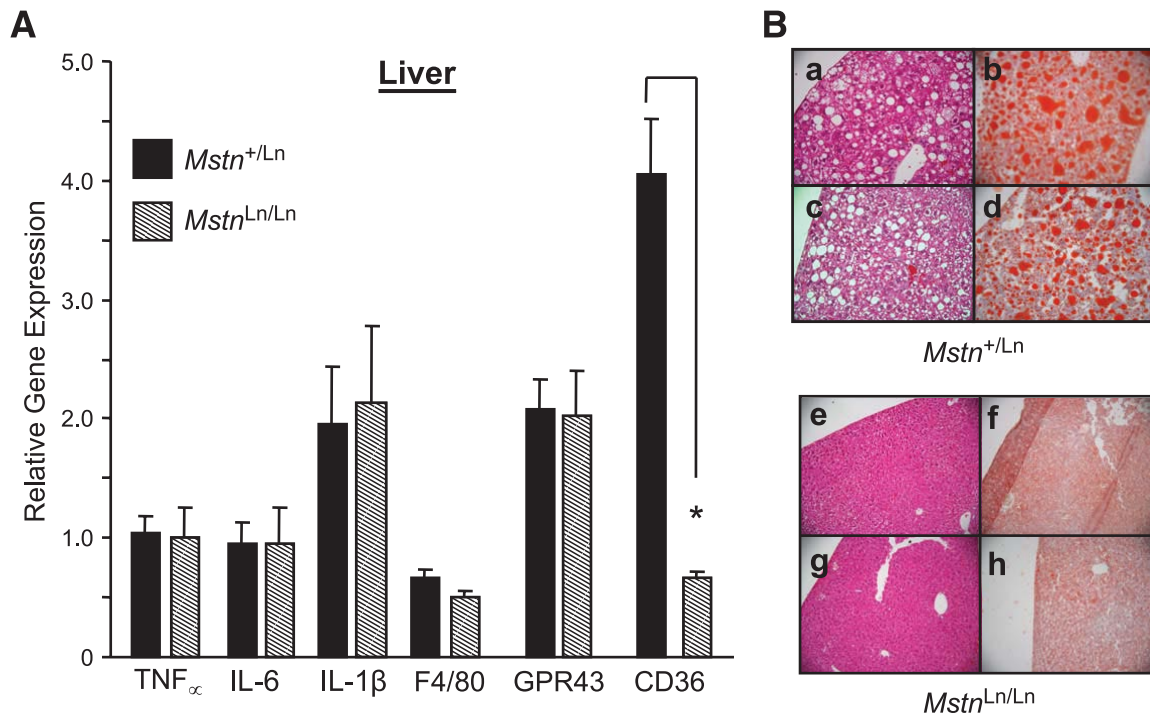 A
B
Liver
Mstn+/Ln
MstnLn/Ln
Relative Gene Expression
5.0
4.0
3.0
2.0
1.0
0
*
TNF∝ IL-6 IL-1β F4/80 GPR43 CD36
a b
c d
Mstn+/Ln
e f
g h
MstnLn/Ln